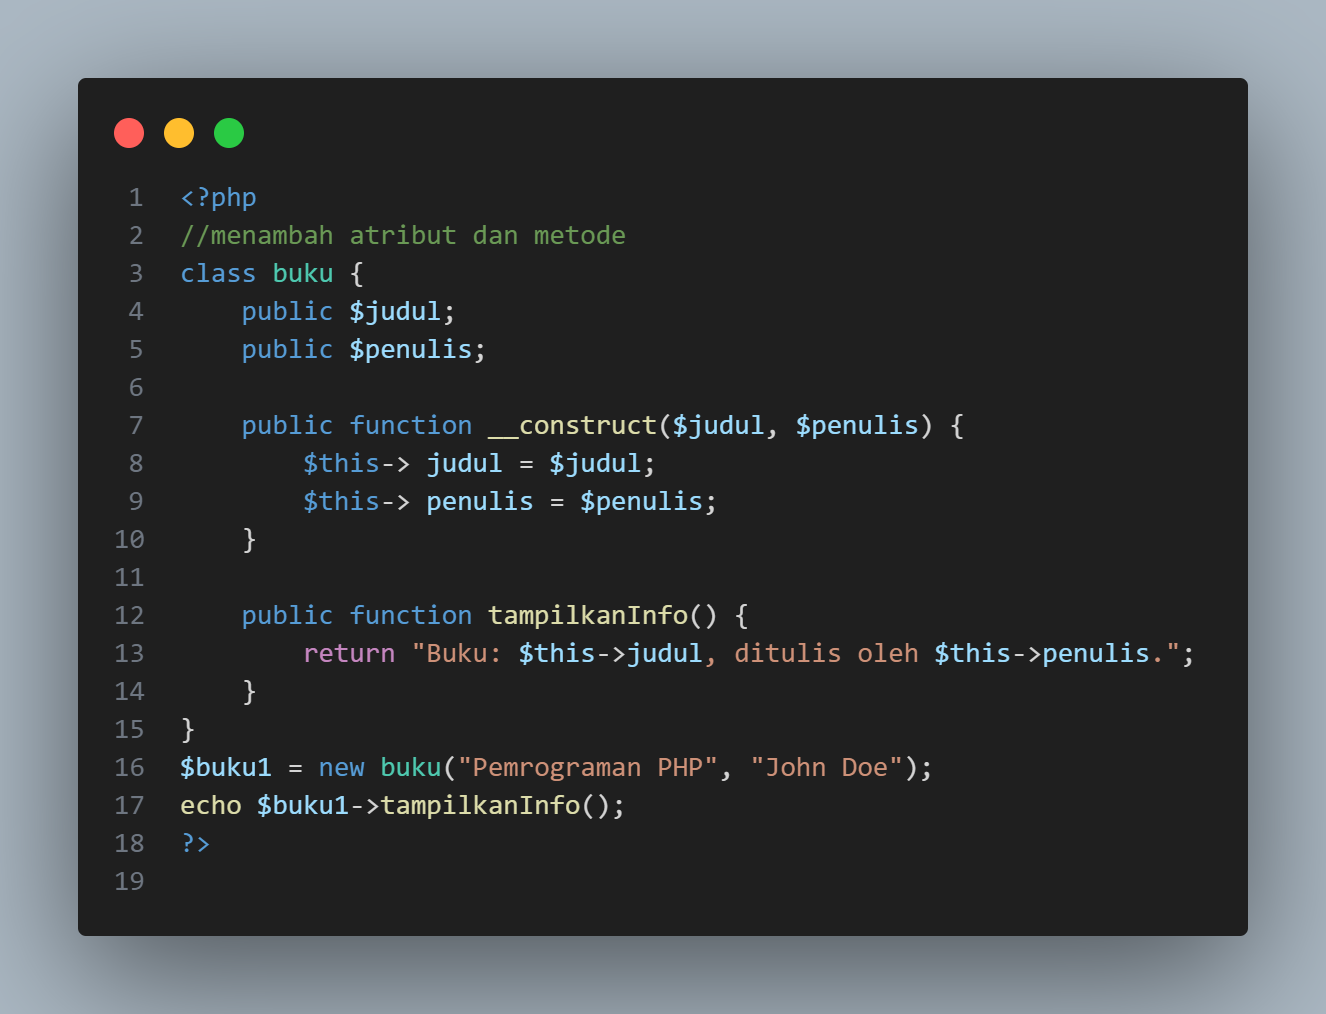 1 <?php
2 //menambah atribut dan metode
3 class buku {
4     public $judul;
5     public $penulis;
6
7     public function __construct($judul, $penulis) {
8         $this-> judul = $judul;
9         $this-> penulis = $penulis;
10     }
11
12     public function tampilkanInfo() {
13         return "Buku: $this->judul, ditulis oleh $this->penulis.";
14     }
15 }
16 $buku1 = new buku("Pemrograman PHP", "John Doe");
17 echo $buku1->tampilkanInfo();
18 ?>
19